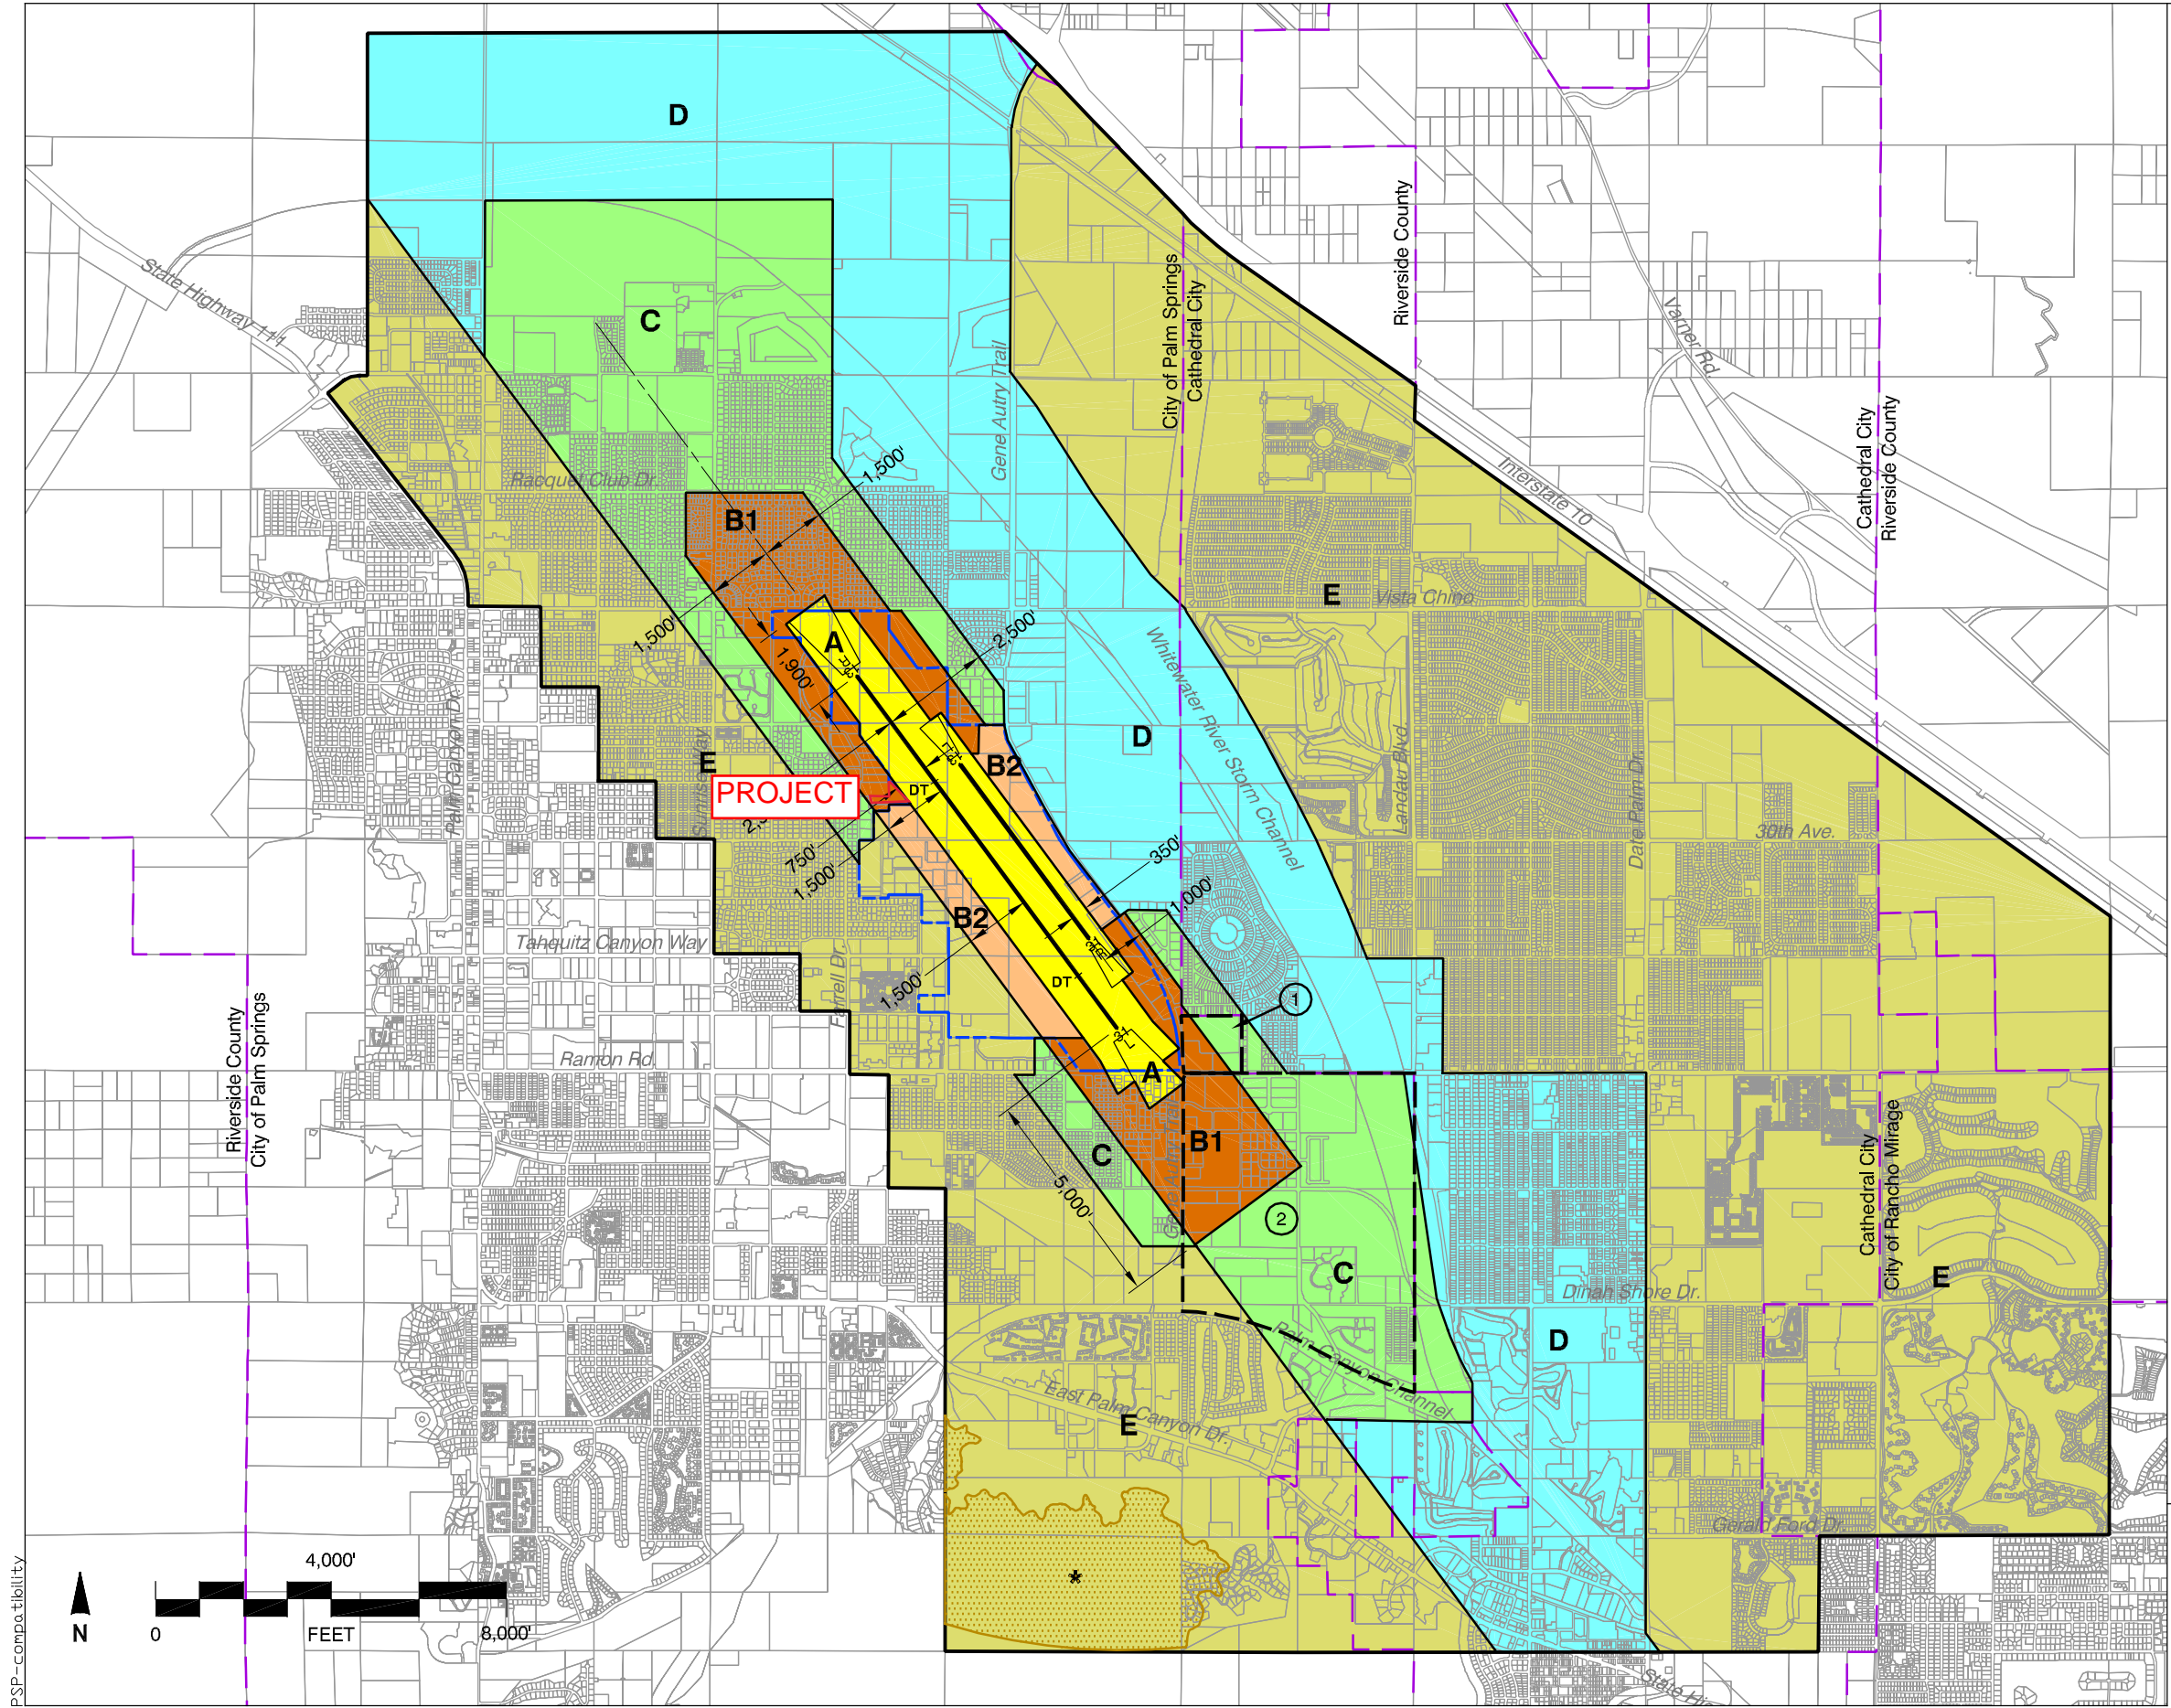 D
State Highway 111
C
Gene Autry Trail
City of Palm Springs
Cathedral City
Riverside County
Varner Rd.
Cathedral City
Riverside County
Racquet Club Dr.
1,500'
B1
Interstate 10
E
Vista Chino
1,500'
A
2,500'
1,900'
Whitewater River Storm Channel
Palm Canyon Dr.
Sunrise Way
E
PROJECT
DT
B2
D
Landau Blvd.
Date Palm Dr.
30th Ave.
750'
1,500'
350'
1,000'
B2
Tahquitz Canyon Way
Farrell Dr.
1,500'
DT
1
Riverside County
City of Palm Springs
Ramon Rd.
31
A
C
B1
Gene Autry Trail
5,000'
2
C
Cathedral City
City of Rancho Mirage
E
Dinah Shore Dr.
D
Palm Canyon Channel
East Palm Canyon Dr.
E
Gerald Ford Dr.
4,000'
N
0
FEET
8,000'
PSP-compatibility